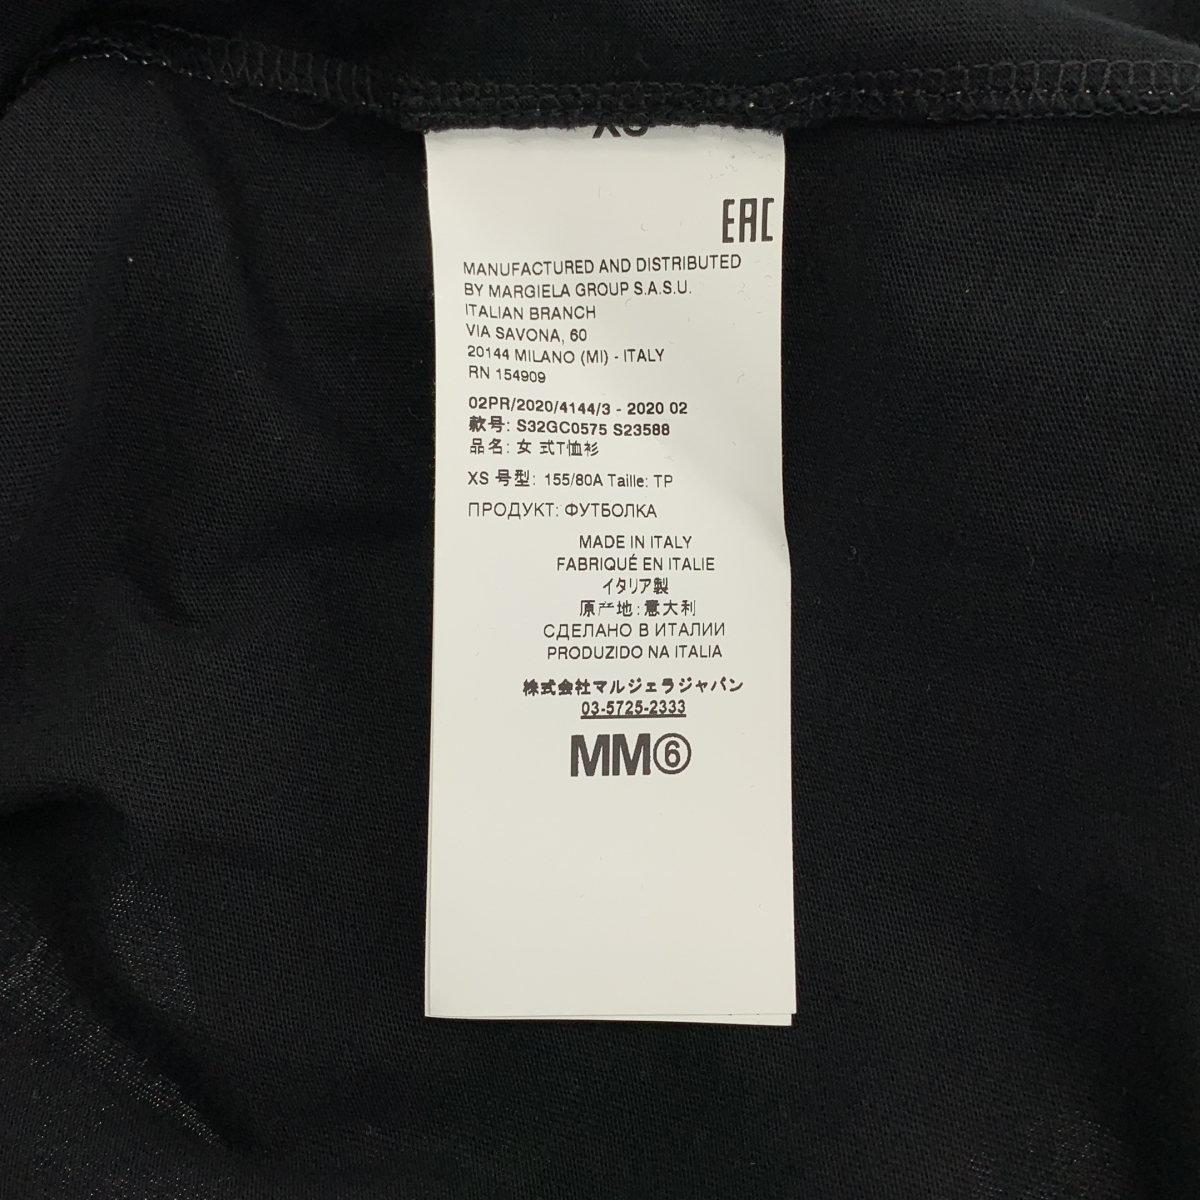 XS
EAC
MANUFACTURED AND DISTRIBUTED
BY MARGIELA GROUP S.A.S.U.
ITALIAN BRANCH
VIA SAVONA, 60
20144 MILANO (MI) - ITALY
RN 154909
02PR/2020/4144/3 - 2020 02
款号: S32GC0575 S23588
品名: 女 式T恤衫
XS 号型: 155/80A Taille: TP
ПРОДУКТ: ФУТБОЛКА
MADE IN ITALY
FABRIQUÉ EN ITALIE
イタリア製
原产地: 意大利
СДЕЛАНО В ИТАЛИИ
PRODUZIDO NA ITALIA
株式会社マルジェラジャパン
03-5725-2333
MM⑥